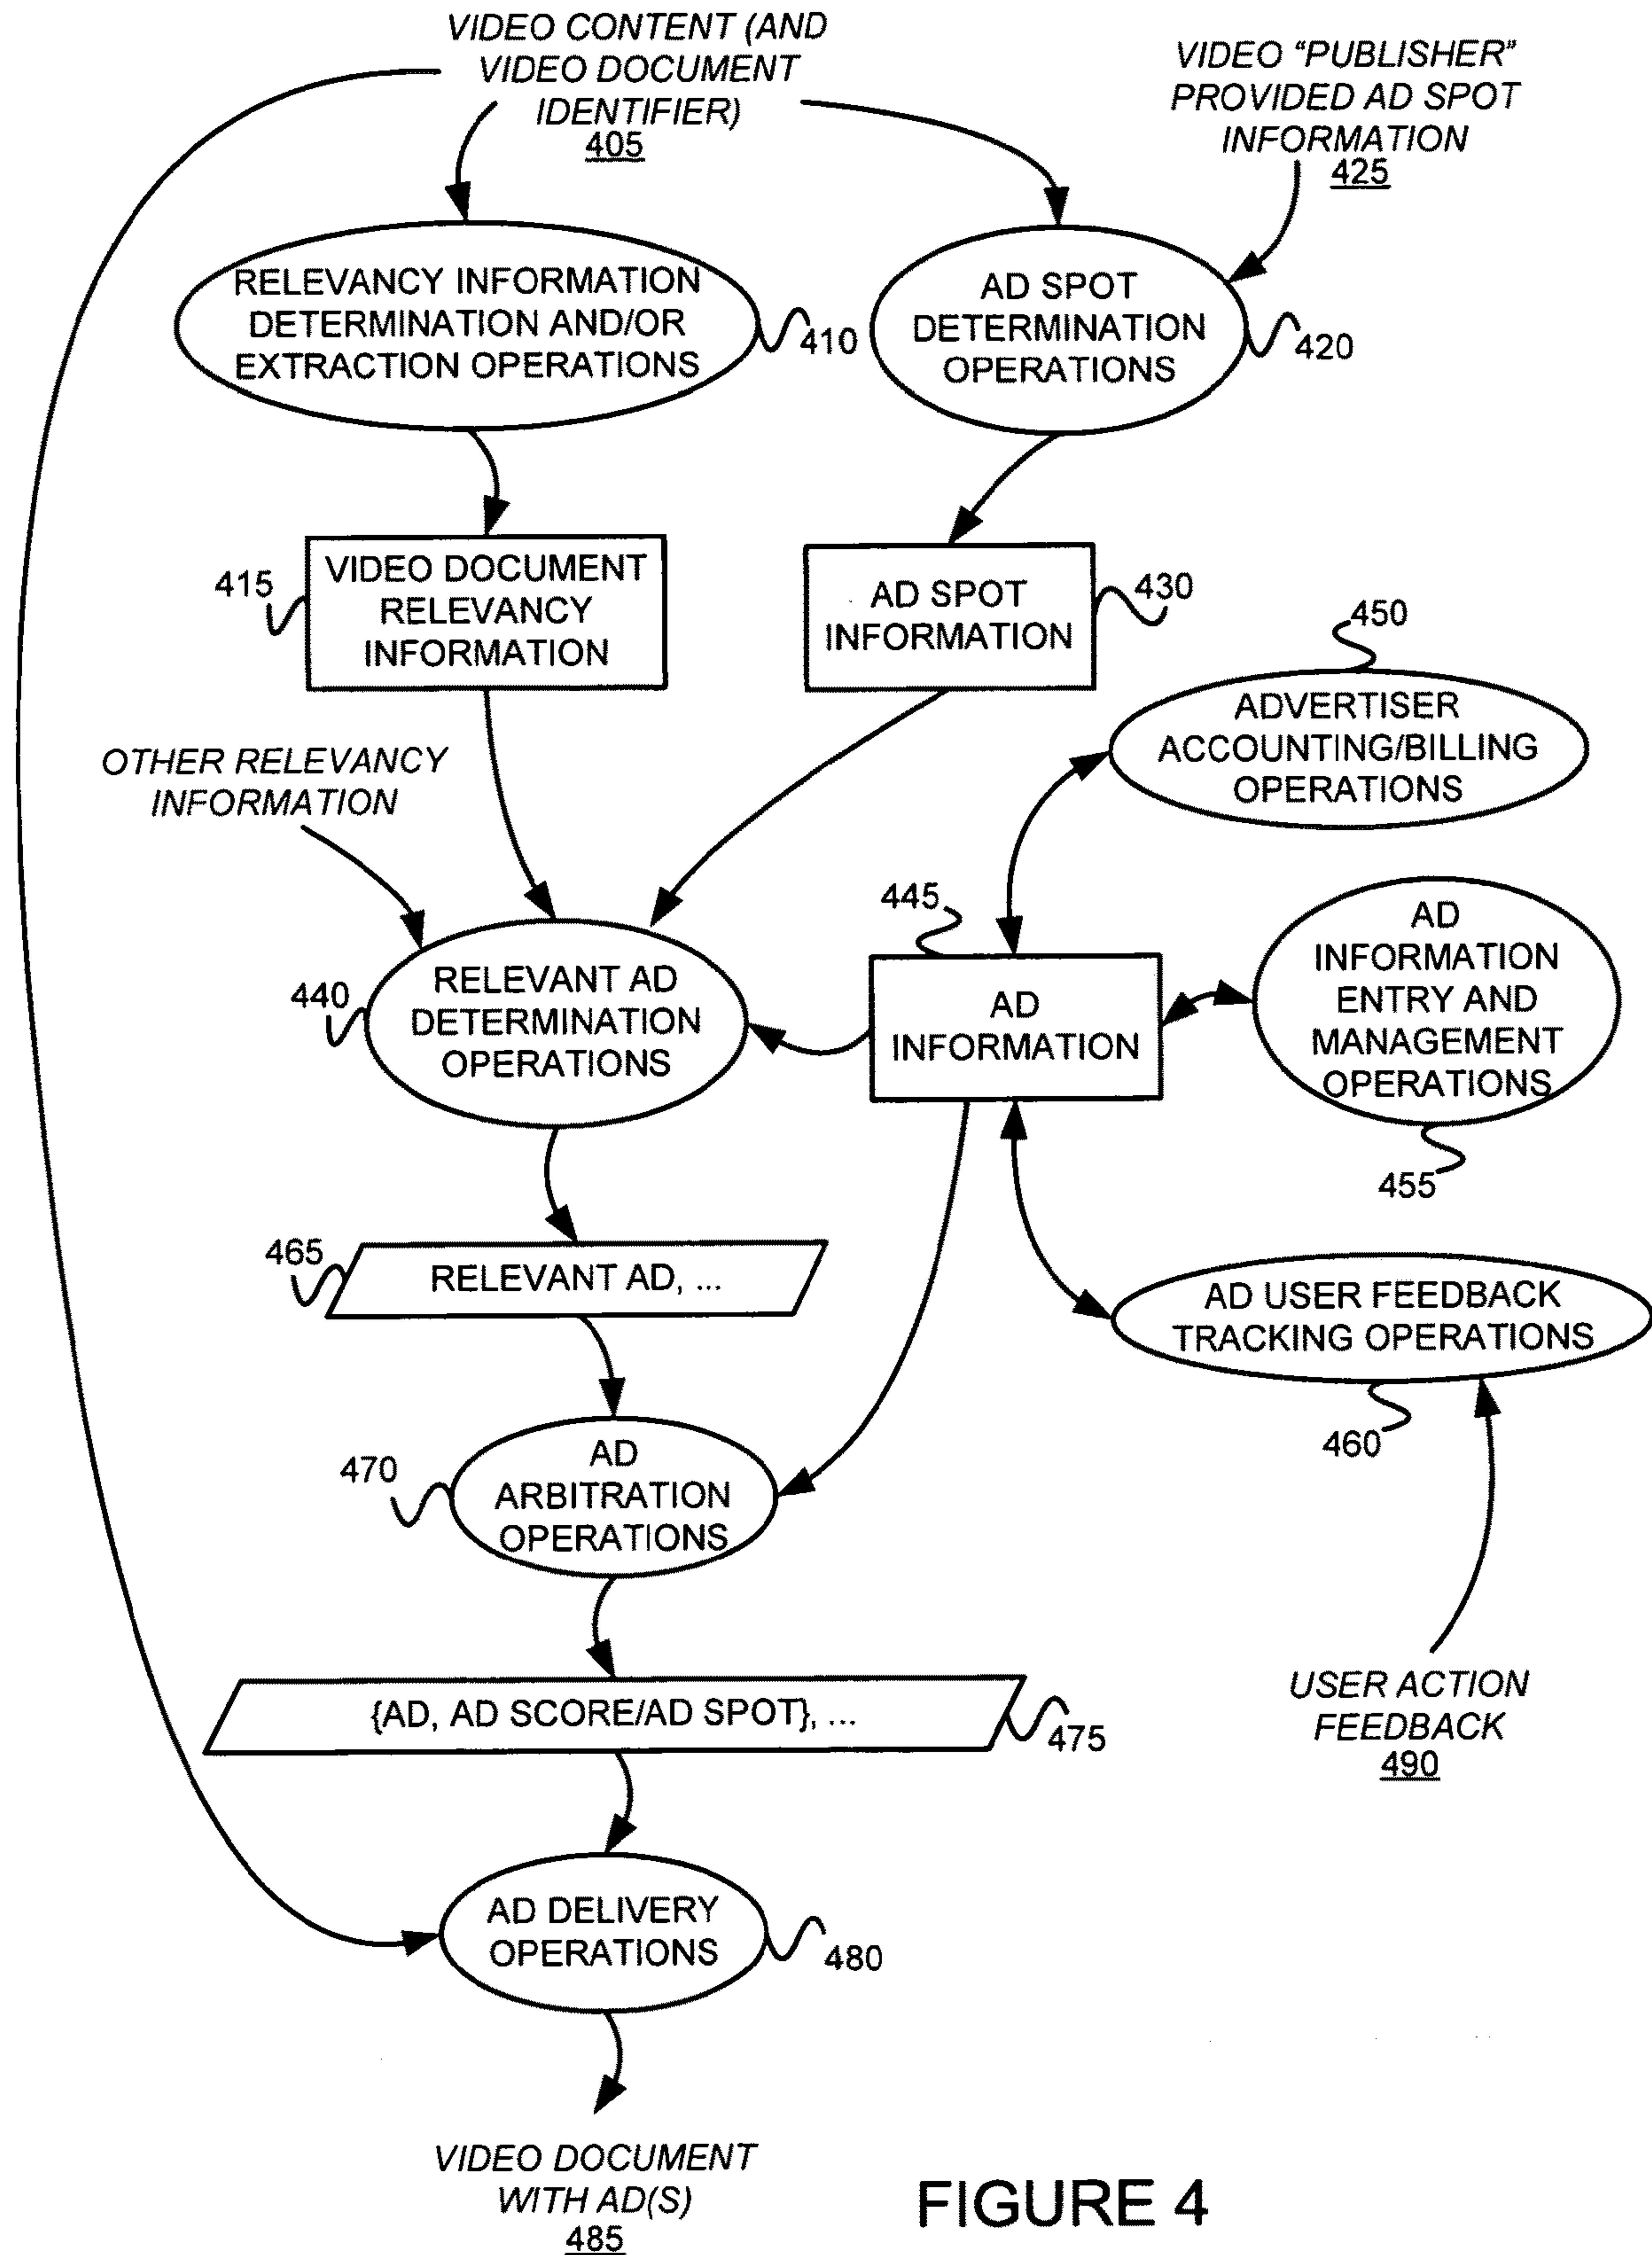 VIDEO CONTENT (AND
VIDEO DOCUMENT
IDENTIFIER)
405
VIDEO “PUBLISHER”
PROVIDED AD SPOT
INFORMATION
425
RELEVANCY INFORMATION
DETERMINATION AND/OR
EXTRACTION OPERATIONS
410
AD SPOT
DETERMINATION
OPERATIONS
420
415
VIDEO DOCUMENT
RELEVANCY
INFORMATION
AD SPOT
INFORMATION
430
450
ADVERTISER
ACCOUNTING/BILLING
OPERATIONS
OTHER RELEVANCY
INFORMATION
440
RELEVANT AD
DETERMINATION
OPERATIONS
445
AD
INFORMATION
AD
INFORMATION
ENTRY AND
MANAGEMENT
OPERATIONS
455
465
RELEVANT AD, ...
AD USER FEEDBACK
TRACKING OPERATIONS
460
470
AD
ARBITRATION
OPERATIONS
{AD, AD SCORE/AD SPOT}, ...
475
USER ACTION
FEEDBACK
490
AD DELIVERY
OPERATIONS
480
VIDEO DOCUMENT
WITH AD(S)
485
FIGURE 4